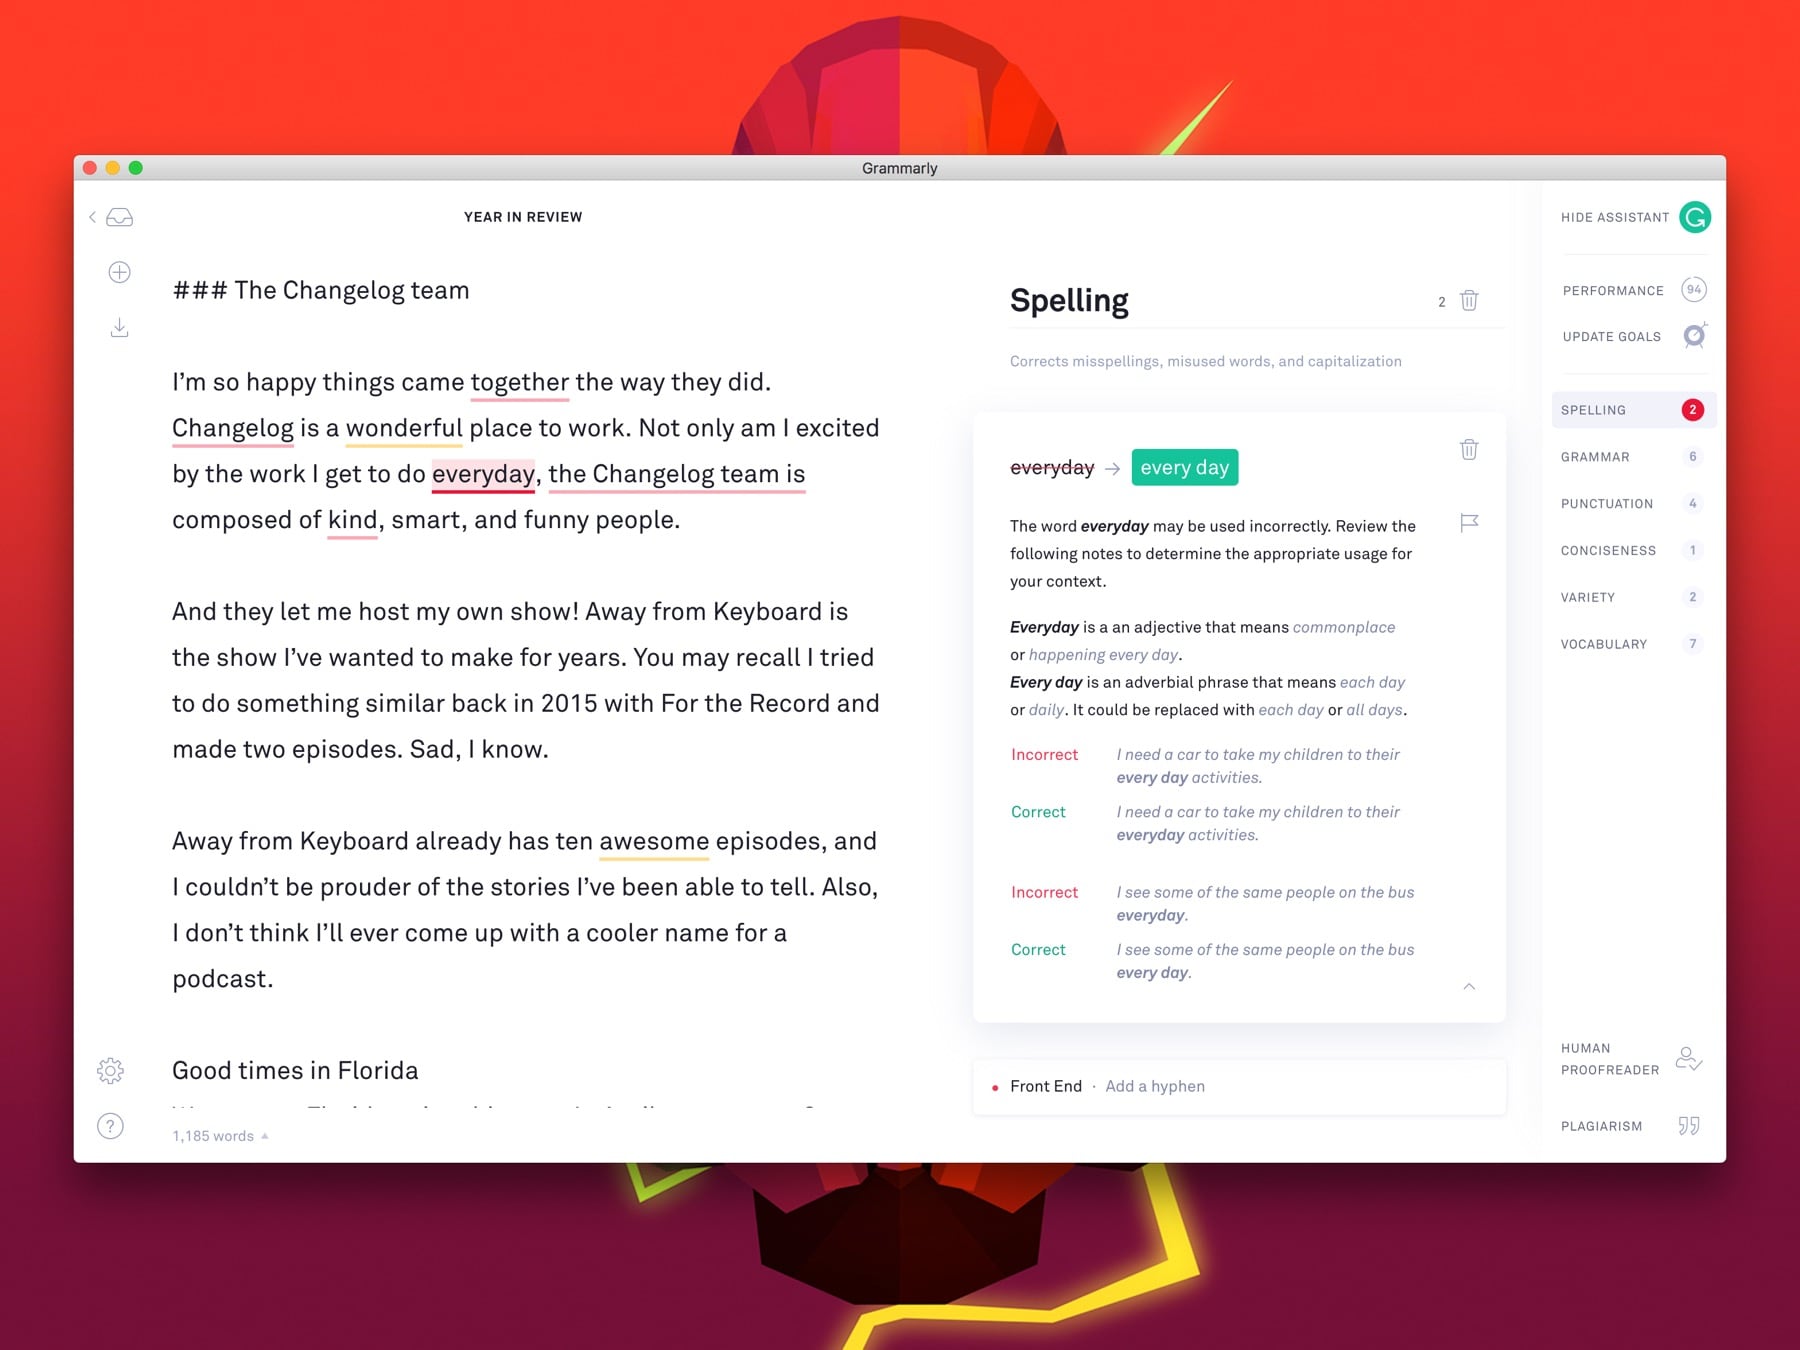 Grammarly
YEAR IN REVIEW
### The Changelog team
I'm so happy things came together the way they did.
Changelog is a wonderful place to work. Not only am I excited
by the work I get to do everyday, the Changelog team is
composed of kind, smart, and funny people.
And they let me host my own show! Away from Keyboard is
the show I've wanted to make for years. You may recall I tried
to do something similar back in 2015 with For the Record and
made two episodes. Sad, I know.
Away from Keyboard already has ten awesome episodes, and
I couldn't be prouder of the stories I've been able to tell. Also,
I don't think I'll ever come up with a cooler name for a
podcast.
Good times in Florida
1,185 words
Spelling
2
Corrects misspellings, misused words, and capitalization
everyday → every day
The word everyday may be used incorrectly. Review the
following notes to determine the appropriate usage for
your context.
Everyday is a an adjective that means commonplace
or happening every day.
Every day is an adverbial phrase that means each day
or daily. It could be replaced with each day or all days.
Incorrect I need a car to take my children to their
every day activities.
Correct I need a car to take my children to their
everyday activities.
Incorrect I see some of the same people on the bus
everyday.
Correct I see some of the same people on the bus
every day.
Front End · Add a hyphen
HIDE ASSISTANT
PERFORMANCE 94
UPDATE GOALS
SPELLING 2
GRAMMAR 6
PUNCTUATION 4
CONCISENESS 1
VARIETY 2
VOCABULARY 7
HUMAN
PROOFREADER
PLAGIARISM